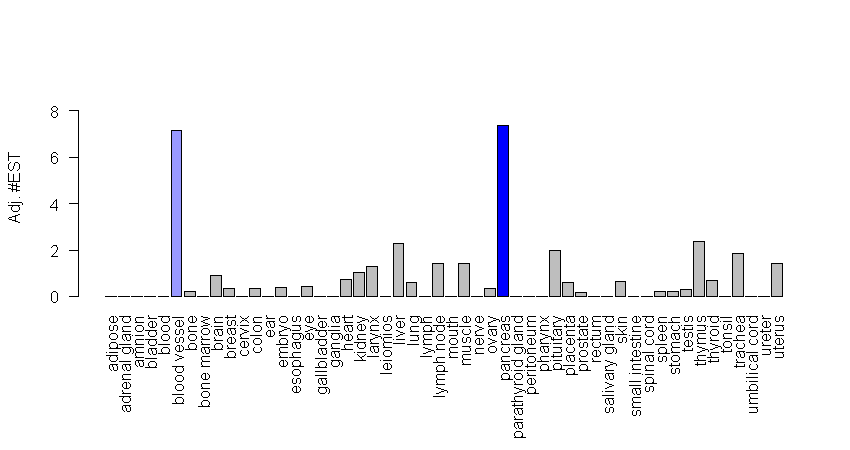 Adj. #EST
8
6
4
2
0
adipose
adrenal gland
amnion
bladder
blood
blood vessel
bone
bone marrow
brain
breast
cervix
colon
ear
embryo
esophagus
eye
gallbladder
ganglia
heart
kidney
larynx
leiomios
liver
lung
lymph
lymph node
mouth
muscle
nerve
ovary
pancreas
parathyroid gland
peritoneum
pharynx
pituitary
placenta
prostate
rectum
salivary gland
skin
small intestine
spinal cord
spleen
stomach
testis
thymus
thyroid
tonsil
trachea
umbilical cord
ureter
uterus